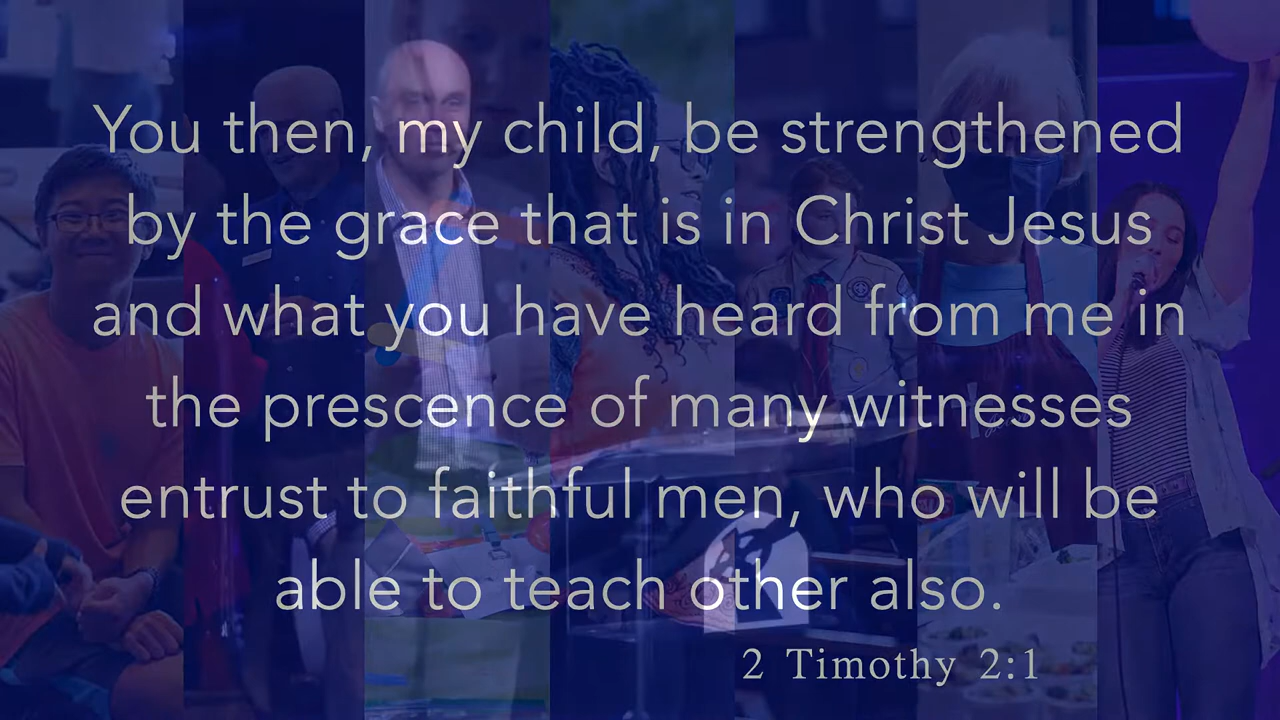 You then, my child, be strengthened
by the grace that is in Christ Jesus
and what you have heard from me in
the prescence of many witnesses
entrust to faithful men, who will be
able to teach other also.
2 Timothy 2:1